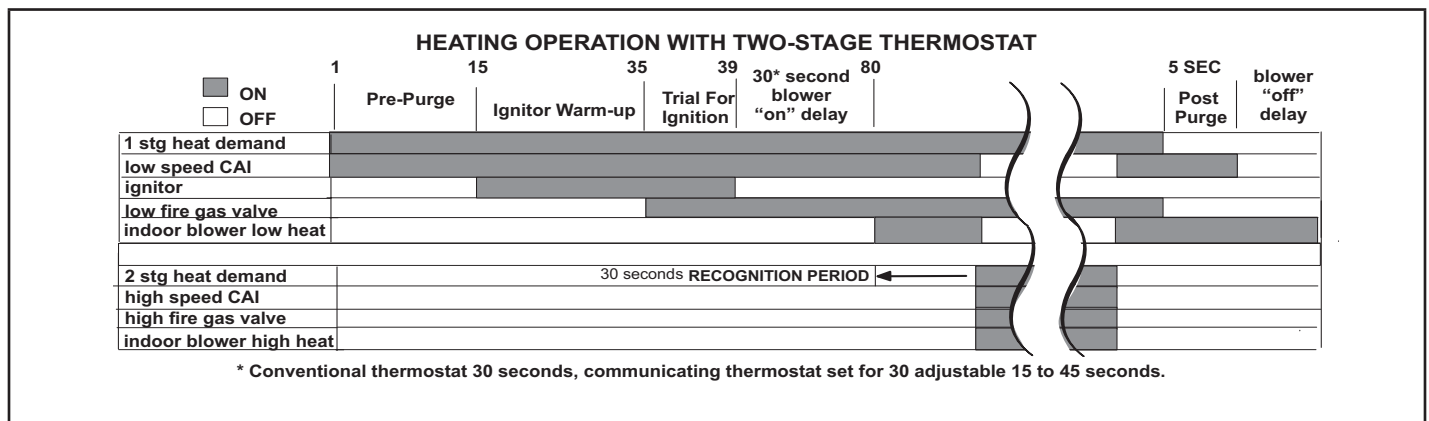 HEATING OPERATION WITH TWO-STAGE THERMOSTAT
1 15 35 39 30* second 80 5 SEC blower
ON Pre-Purge Ignitor Warm-up Trial For blower Post "off"
OFF Ignition "on" delay Purge delay
1 stg heat demand
low speed CAI
ignitor
low fire gas valve
indoor blower low heat
2 stg heat demand 30 seconds RECOGNITION PERIOD
high speed CAI
high fire gas valve
indoor blower high heat
* Conventional thermostat 30 seconds, communicating thermostat set for 30 adjustable 15 to 45 seconds.